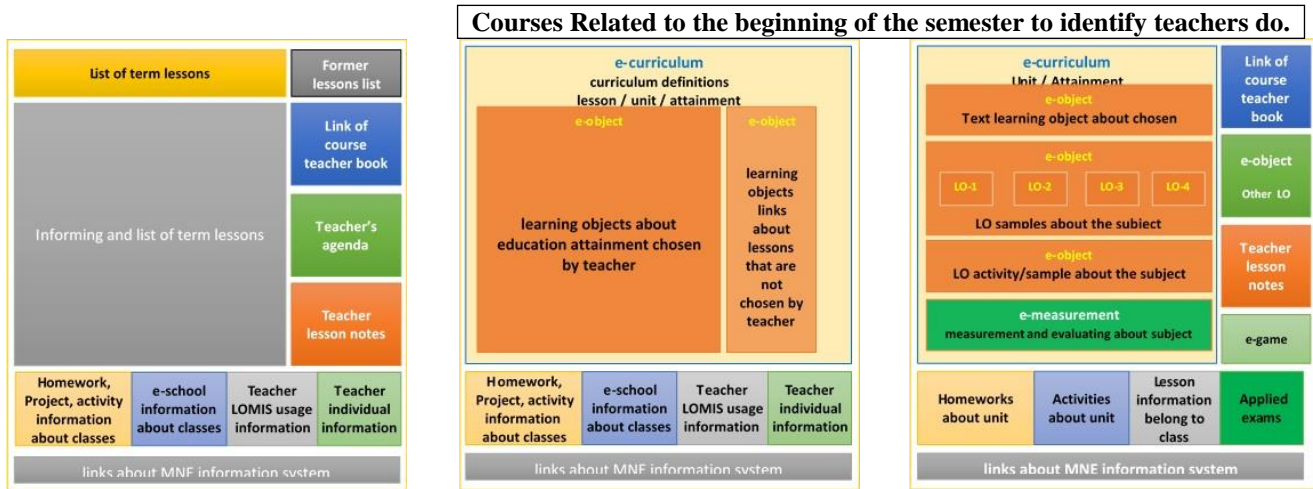 Courses Related to the beginning of the semester to identify teachers do.
List of term lessons
Former
lessons list
Informing and list of term lessons
Link of
course
teacher book
Teacher's
agenda
Teacher
lesson notes
Homework,
Project, activity
information
about classes
e-school
information
about classes
Teacher
LOMIS usage
information
Teacher
individual
information
links about MNE information system
e-curriculum
curriculum definitions
lesson / unit / attainment
e-object
learning objects about
education attainment chosen
by teacher
e-object
learning
objects
links
about
lessons
that are
not
chosen by
teacher
Homework,
Project, activity
information
about classes
e-school
information
about classes
Teacher
LOMIS usage
information
Teacher
individual
information
links about MNE information system
e-curriculum
Unit / Attainment
e-object
Text learning object about chosen
e-object
LO-1 LO-2 LO-3 LO-4
LO samples about the subject
e-object
LO activity/sample about the subject
e-measurement
measurement and evaluating about subject
Link of
course
teacher
book
e-object
Other LO
Teacher
lesson
notes
e-game
Homeworks
about unit
Activities
about unit
Lesson
information
belong to
class
Applied
exams
links about MNE information system